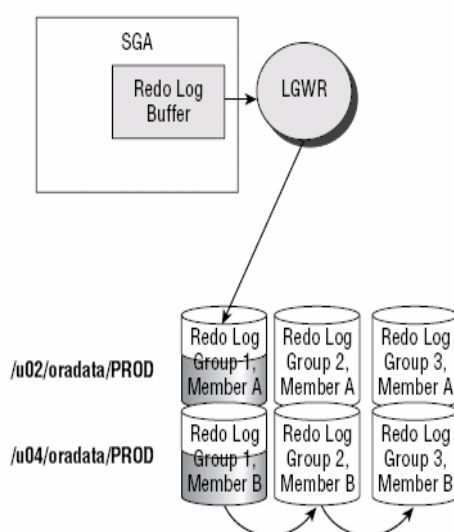 SGA
Redo Log
Buffer
LGWR
/u02/oradata/PROD
Redo Log
Group 1,
Member A
Redo Log
Group 2,
Member A
Redo Log
Group 3,
Member A
/u04/oradata/PROD
Redo Log
Group 1,
Member B
Redo Log
Group 2,
Member B
Redo Log
Group 3,
Member B